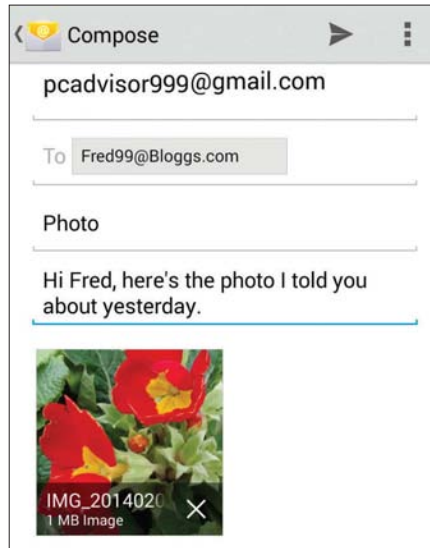 Compose
pcadvisor999@gmail.com
To Fred99@Bloggs.com
Photo
Hi Fred, here's the photo I told you
about yesterday.
IMG_2014020
1 MB Image